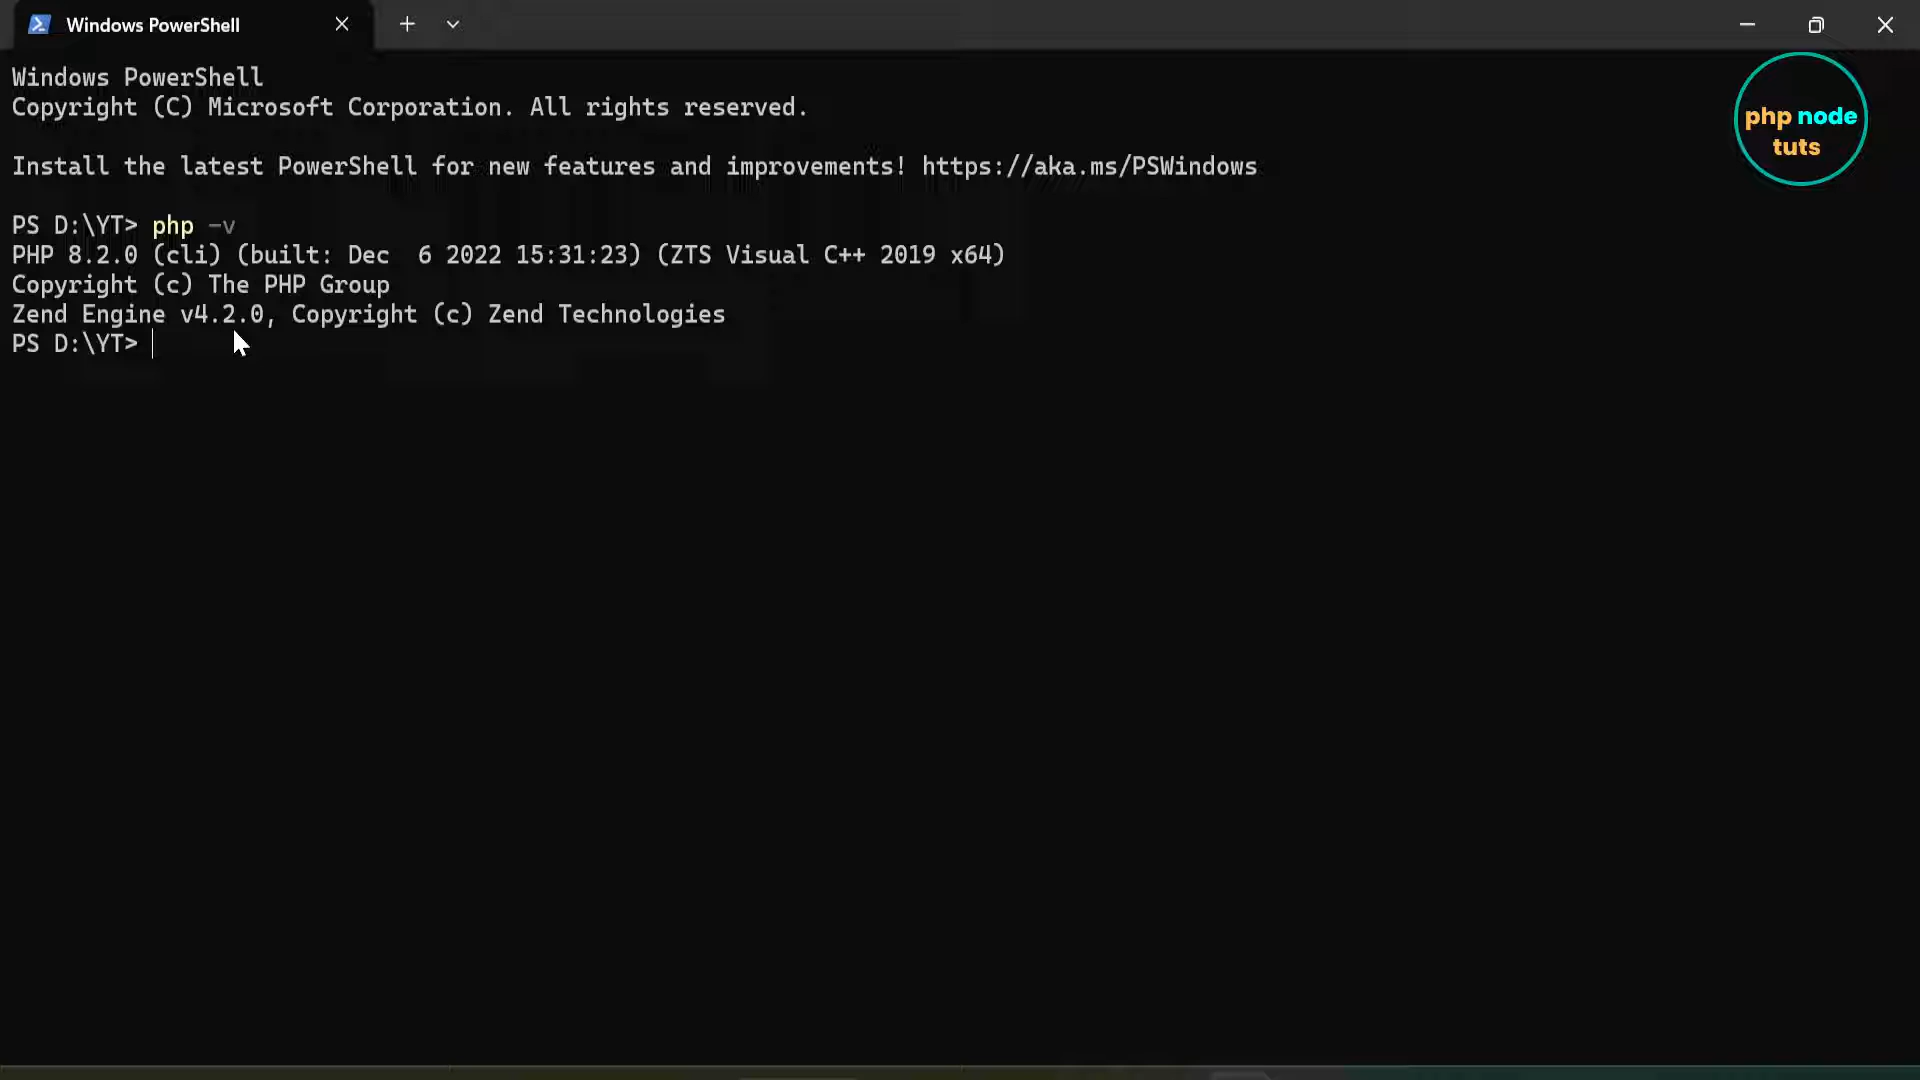 Windows PowerShell
Windows PowerShell
Copyright (C) Microsoft Corporation. All rights reserved.
Install the latest PowerShell for new features and improvements! https://aka.ms/PSWindows
PS D:\YT> php -v
PHP 8.2.0 (cli) (built: Dec  6 2022 15:31:23) (ZTS Visual C++ 2019 x64)
Copyright (c) The PHP Group
Zend Engine v4.2.0, Copyright (c) Zend Technologies
PS D:\YT>
php node
tuts